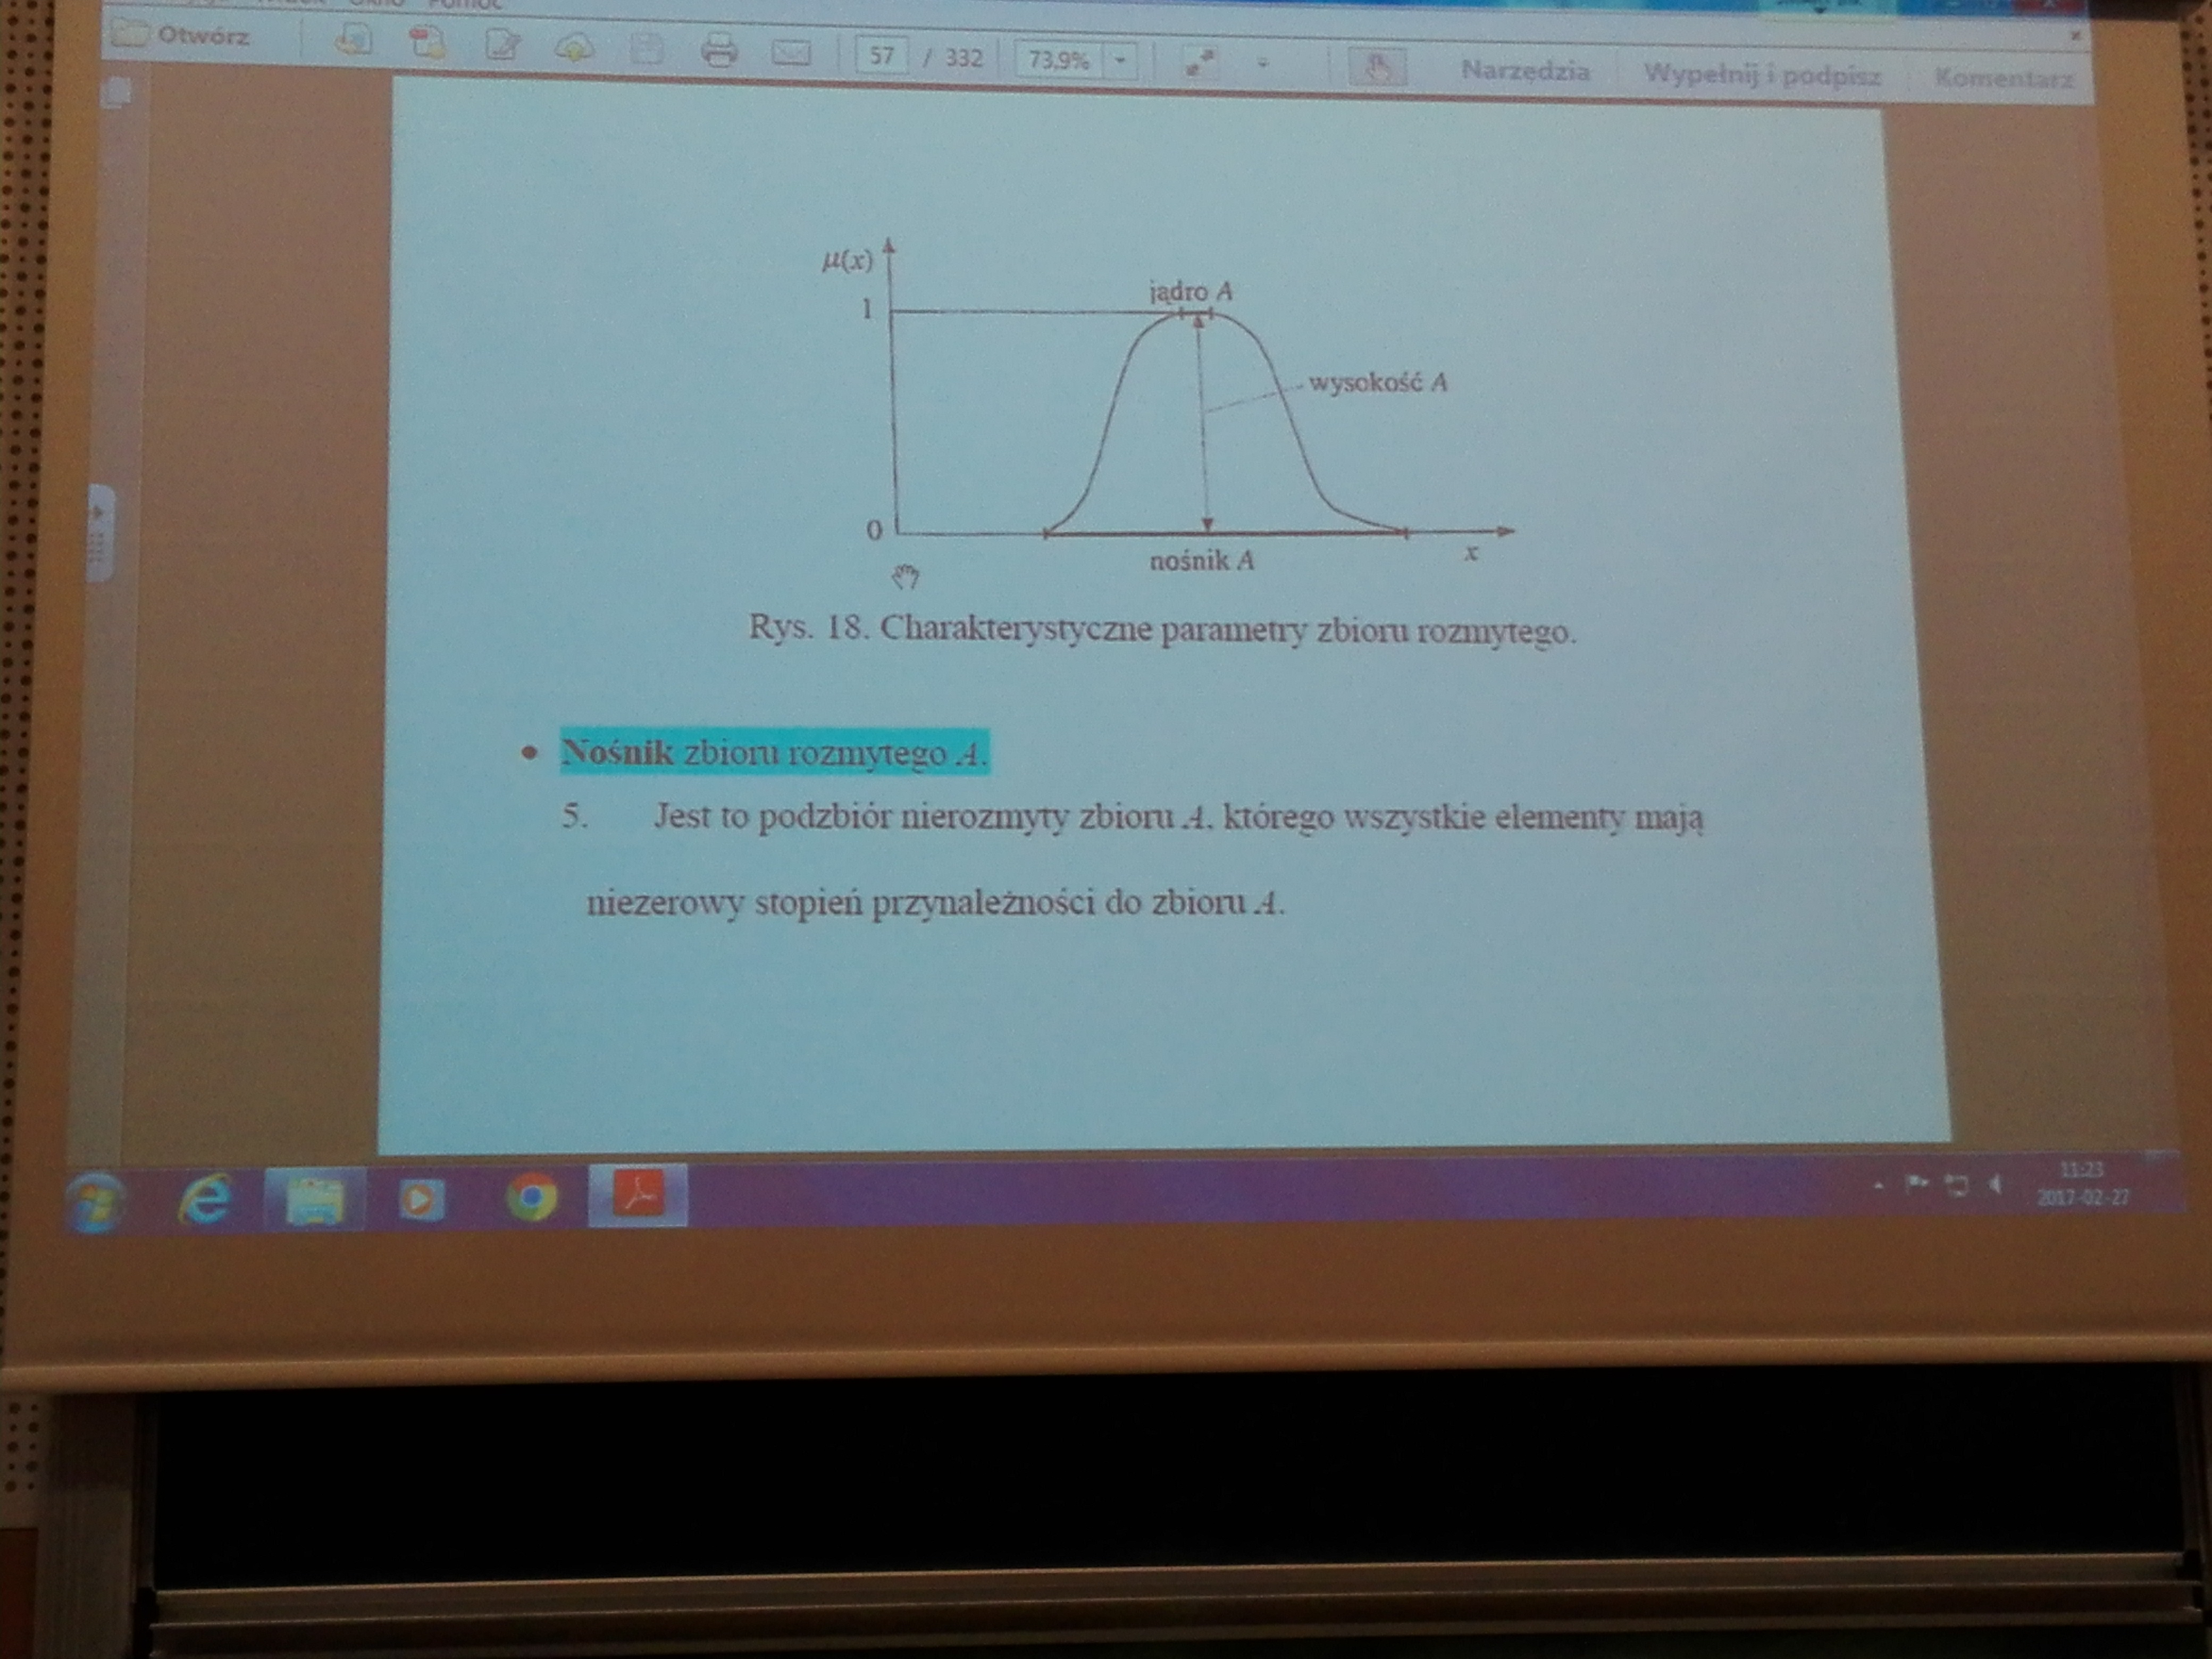 Pomoc
Otwórz 57 / 332 73,9% Narzędzia Wypełnij i podpisz Komentarz
μ(x)
jądro A
1
wysokość A
0
nośnik A x
Rys. 18. Charakterystyczne parametry zbioru rozmytego.
• Nośnik zbioru rozmytego A.
5. Jest to podzbiór nierozmyty zbioru A, którego wszystkie elementy mają
niezerowy stopień przynależności do zbioru A.
11:23
2017-02-27